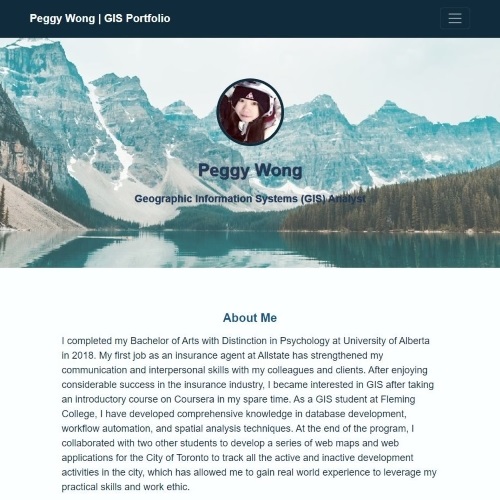 Peggy Wong | GIS Portfolio
Peggy Wong
Geographic Information Systems (GIS) Analyst
About Me
I completed my Bachelor of Arts with Distinction in Psychology at University of Alberta
in 2018. My first job as an insurance agent at Allstate has strengthened my
communication and interpersonal skills with my colleagues and clients. After enjoying
considerable success in the insurance industry, I became interested in GIS after taking
an introductory course on Coursera in my spare time. As a GIS student at Fleming
College, I have developed comprehensive knowledge in database development,
workflow automation, and spatial analysis techniques. At the end of the program, I
collaborated with two other students to develop a series of web maps and web
applications for the City of Toronto to track all the active and inactive development
activities in the city, which has allowed me to gain real world experience to leverage my
practical skills and work ethic.